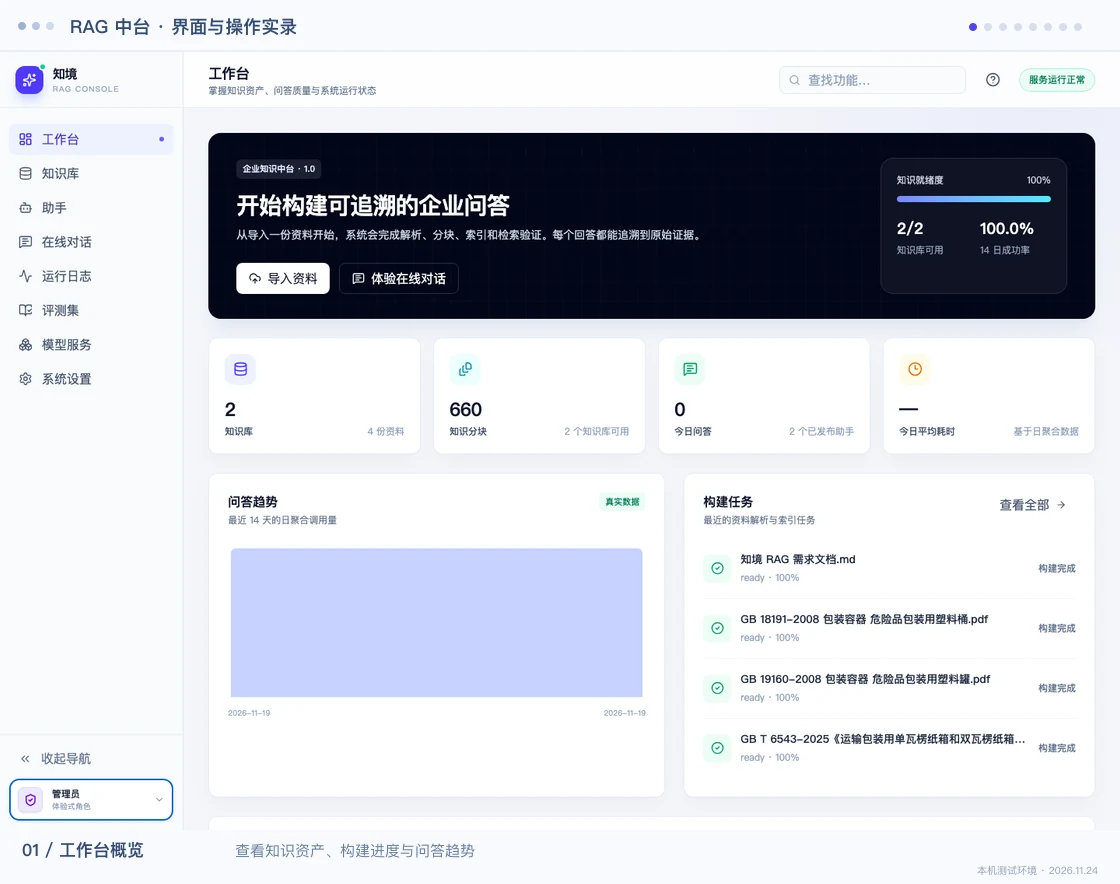 RAG 中台 · 界面与操作实录
知境
RAG CONSOLE
工作台
掌握知识资产、问答质量与系统运行状态
查找功能...
服务运行正常
工作台
知识库
助手
在线对话
运行日志
评测集
模型服务
系统设置
企业知识中台 · 1.0
开始构建可追溯的企业问答
从导入一份资料开始，系统会完成解析、分块、索引和检索验证。每个回答都能追溯到原始证据。
导入资料
体验在线对话
知识就绪度 100%
2/2 100.0%
知识库可用 14 日成功率
2
知识库 4 份资料
660
知识分块 2 个知识库可用
0
今日问答 2 个已发布助手
—
今日平均耗时 基于日聚合数据
问答趋势
最近 14 天的日聚合调用量
真实数据
2026-11-19 2026-11-19
构建任务
最近的资料解析与索引任务
查看全部 →
知境 RAG 需求文档.md
ready · 100%
构建完成
GB 18191-2008 包装容器 危险品包装用塑料桶.pdf
ready · 100%
构建完成
GB 19160-2008 包装容器 危险品包装用塑料罐.pdf
ready · 100%
构建完成
GB T 6543-2025《运输包装用单瓦楞纸箱和双瓦楞纸箱...
ready · 100%
构建完成
收起导航
管理员
体验式角色
01 / 工作台概览
查看知识资产、构建进度与问答趋势
本机测试环境 · 2026.11.24